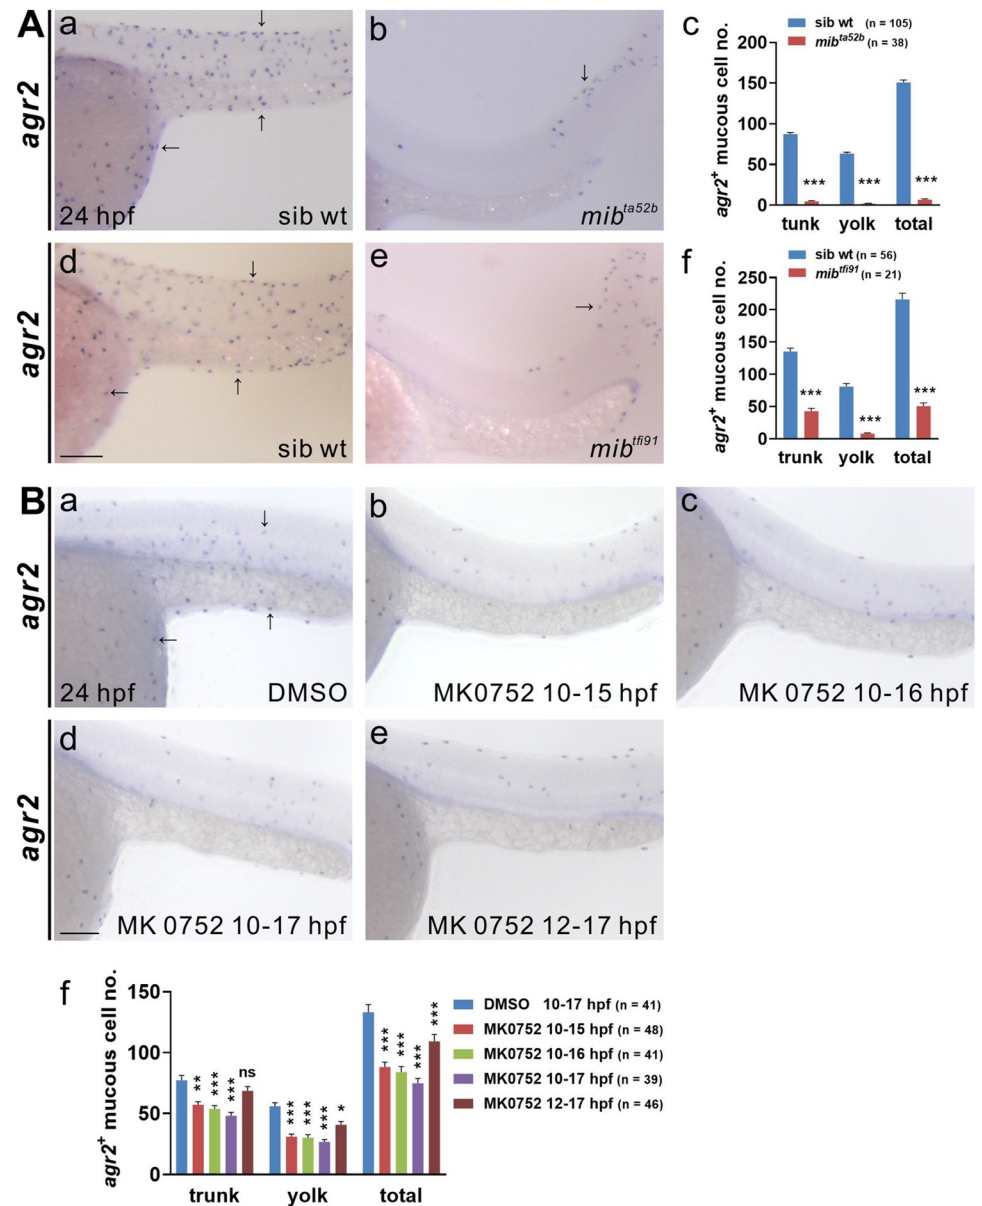 A
a
agr2
24 hpf
sib wt
b
mib^ta52b
c
sib wt (n = 105)
mib^ta52b (n = 38)
agr2+ mucous cell no.
200
150
100
50
0
***
***
***
tunk
yolk
total
d
agr2
sib wt
e
mib^tfi91
f
sib wt (n = 56)
mib^tfi91 (n = 21)
agr2+ mucous cell no.
250
200
150
100
50
0
***
***
***
trunk
yolk
total
B
a
agr2
24 hpf
DMSO
b
MK0752 10-15 hpf
c
MK 0752 10-16 hpf
d
agr2
MK 0752 10-17 hpf
e
MK 0752 12-17 hpf
f
agr2+ mucous cell no.
150
100
50
0
**
***
***
ns
***
***
***
*
***
***
***
***
trunk
yolk
total
DMSO 10-17 hpf (n = 41)
MK0752 10-15 hpf (n = 48)
MK0752 10-16 hpf (n = 41)
MK0752 10-17 hpf (n = 39)
MK0752 12-17 hpf (n = 46)